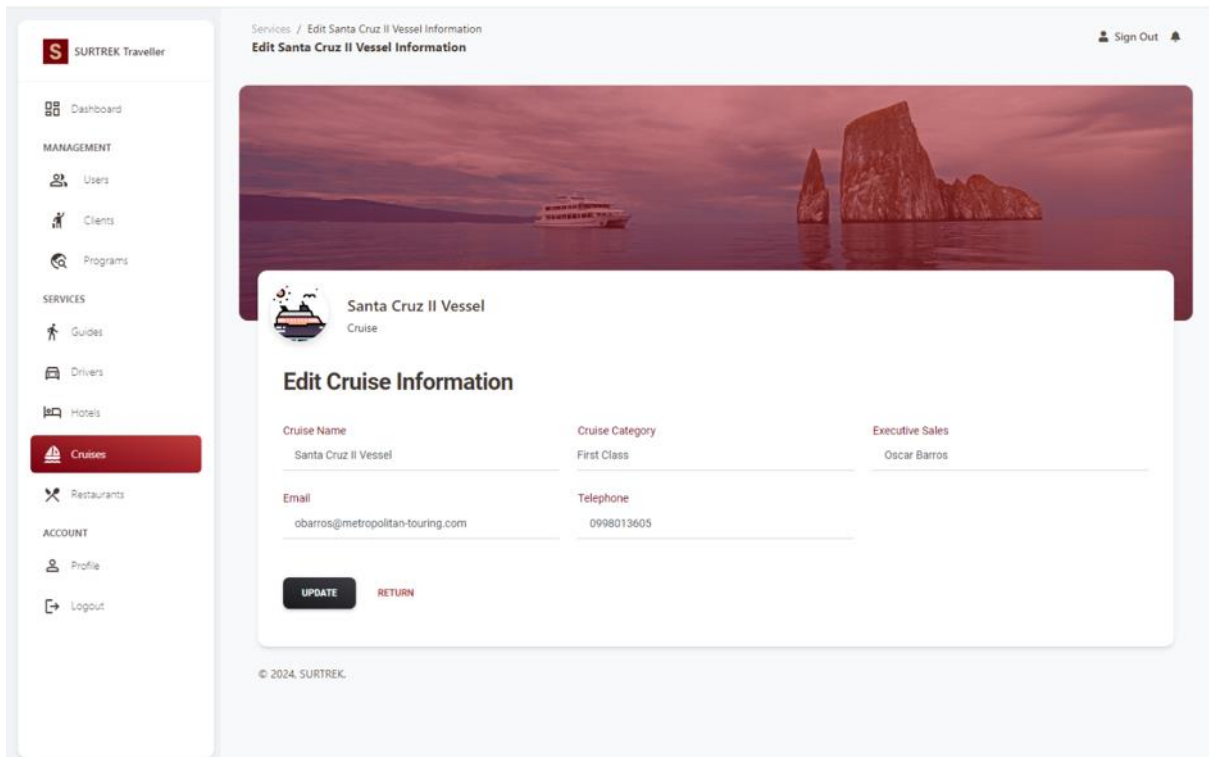 S SURTREK Traveller
Dashboard
MANAGEMENT
Users
Clients
Programs
SERVICES
Guides
Drivers
Hotels
Cruises
Restaurants
ACCOUNT
Profile
Logout
Services / Edit Santa Cruz II Vessel Information
Edit Santa Cruz II Vessel Information
Sign Out
Santa Cruz II Vessel
Cruise
Edit Cruise Information
Cruise Name Cruise Category Executive Sales
Santa Cruz II Vessel First Class Oscar Barros
Email Telephone
obarros@metropolitan-touring.com 0998013605
UPDATE RETURN
© 2024, SURTREK.